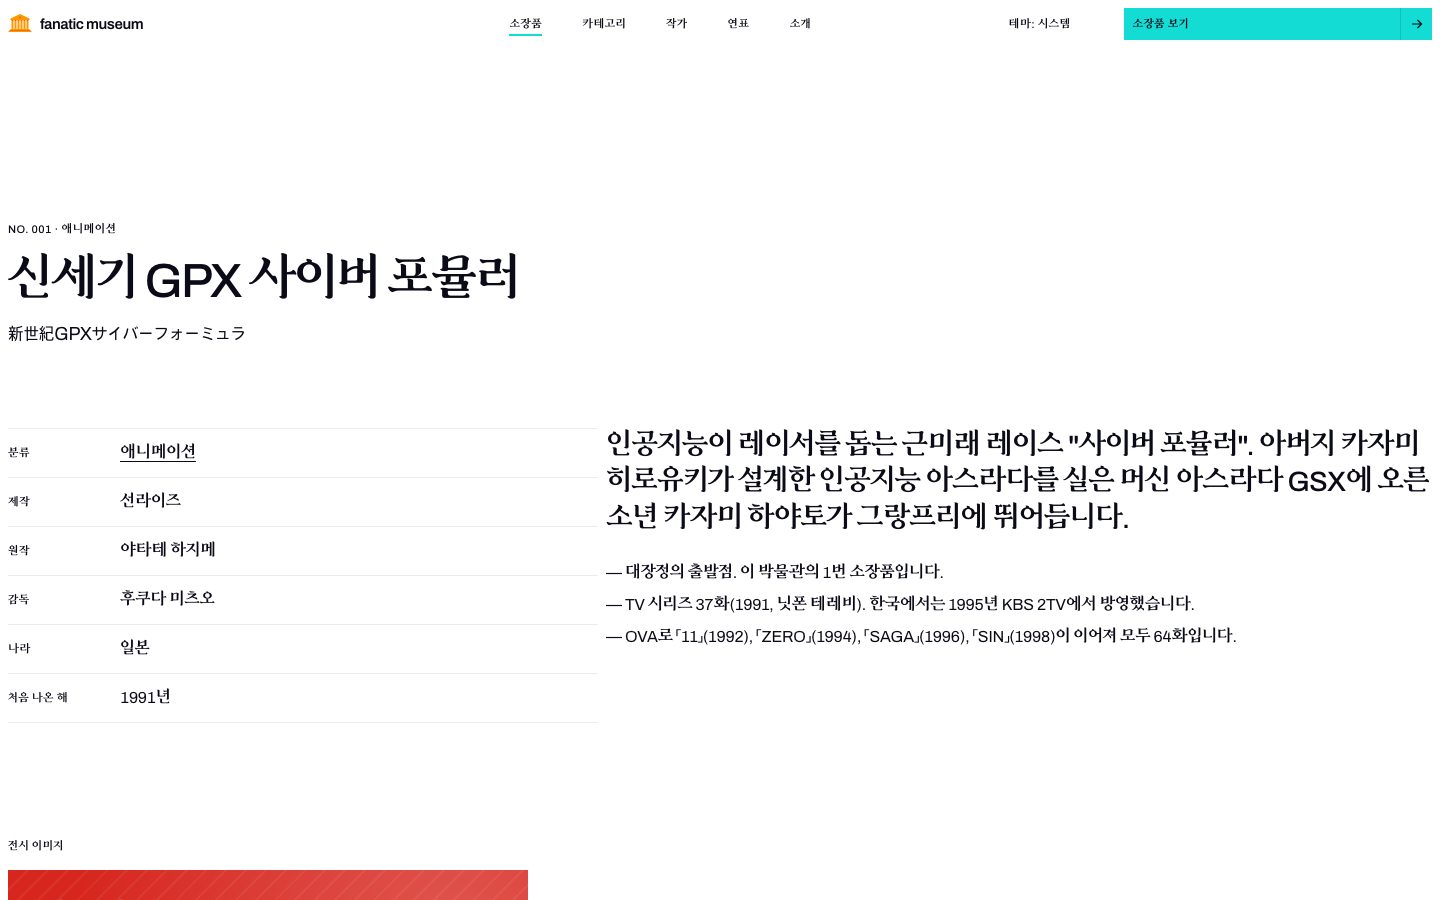 fanatic museum
소장품
카테고리
작가
연표
소개
테마: 시스템
소장품 보기
NO. 001 · 애니메이션
신세기 GPX 사이버 포뮬러
新世紀GPXサイバーフォーミュラ
분류 애니메이션
제작 선라이즈
원작 야타테 하지메
감독 후쿠다 미츠오
나라 일본
처음 나온 해 1991년
인공지능이 레이서를 돕는 근미래 레이스 "사이버 포뮬러". 아버지 카자미
히로유키가 설계한 인공지능 아스라다를 실은 머신 아스라다 GSX에 오른
소년 카자미 하야토가 그랑프리에 뛰어듭니다.
— 대장정의 출발점. 이 박물관의 1번 소장품입니다.
— TV 시리즈 37화(1991, 닛폰 테레비). 한국에서는 1995년 KBS 2TV에서 방영했습니다.
— OVA로 「11」(1992), 「ZERO」(1994), 「SAGA」(1996), 「SIN」(1998)이 이어져 모두 64화입니다.
전시 이미지